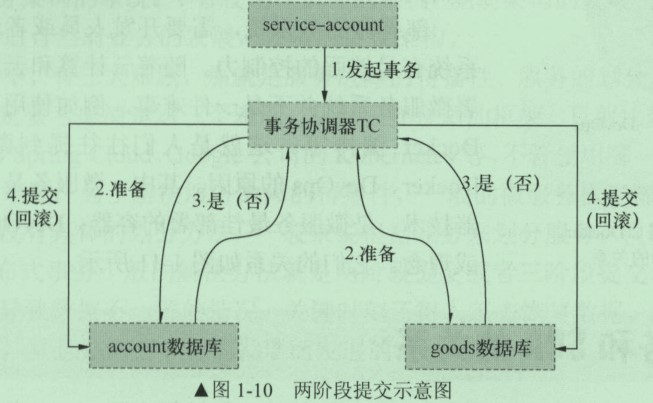 service-account
1.发起事务
事务协调器TC
2.准备
3.是（否）
3.是（否）
4.提交
（回滚）
4.提交
（回滚）
2.准备
account数据库
goods数据库
▲图 1-10 两阶段提交示意图